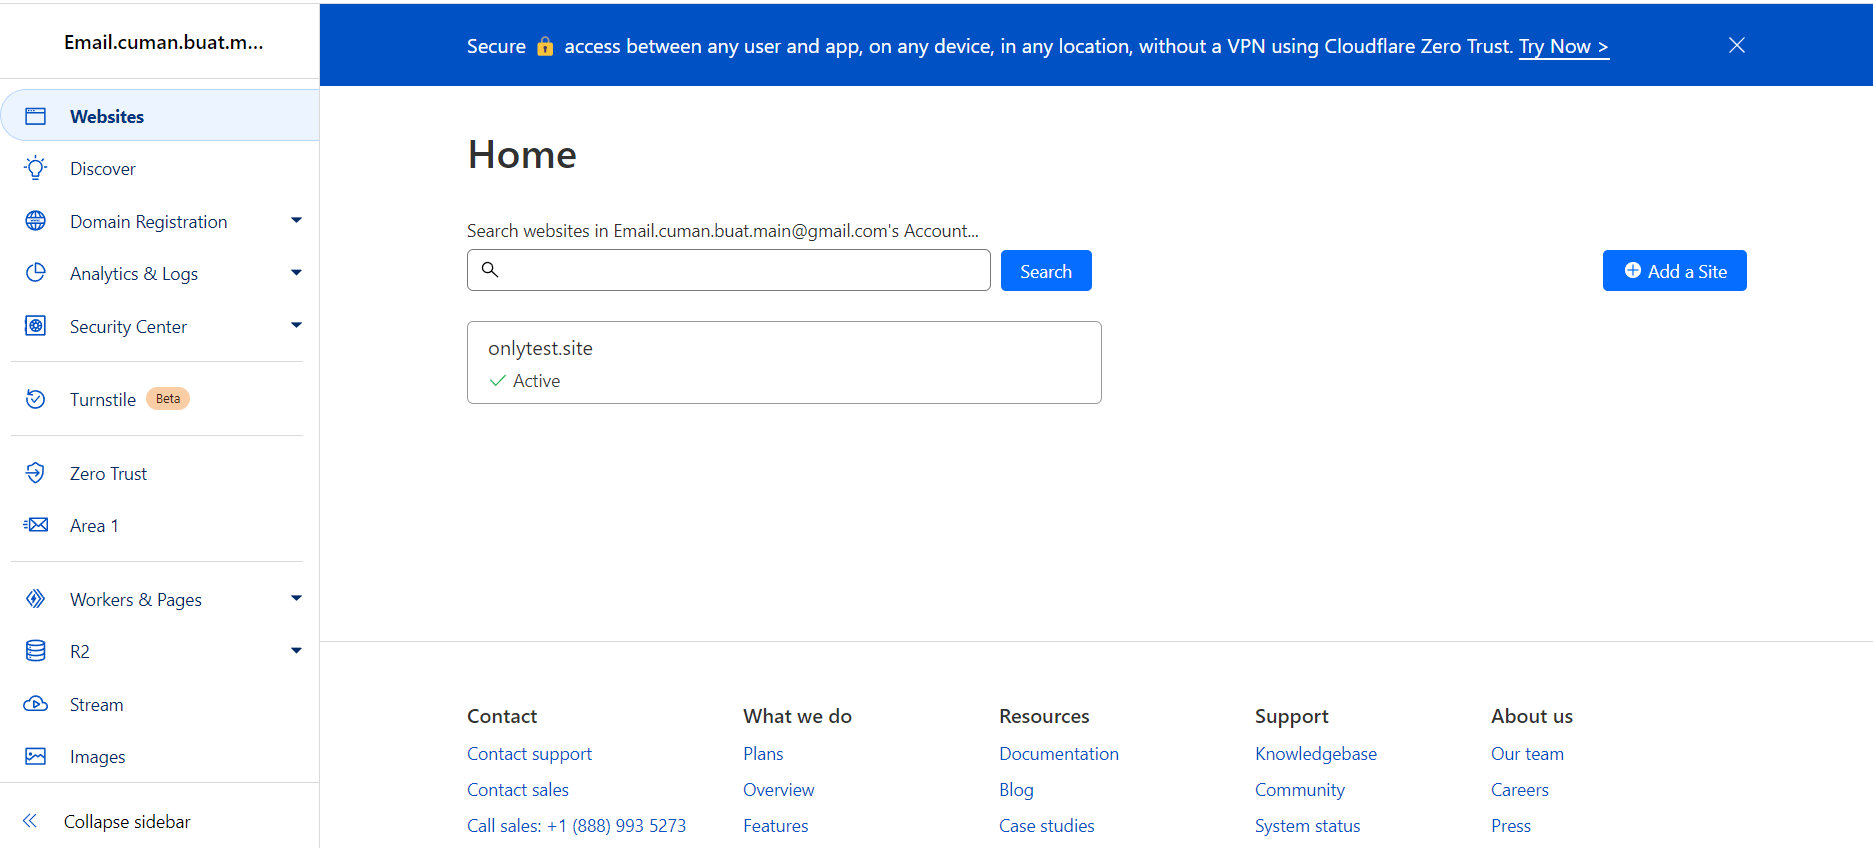 Email.cuman.buat.m...
Websites
Discover
Domain Registration
Analytics & Logs
Security Center
Turnstile Beta
Zero Trust
Area 1
Workers & Pages
R2
Stream
Images
Collapse sidebar
Secure 🔒 access between any user and app, on any device, in any location, without a VPN using Cloudflare Zero Trust. Try Now >
Home
Search websites in Email.cuman.buat.main@gmail.com's Account...
Search
Add a Site
onlytest.site
Active
Contact
Contact support
Contact sales
Call sales: +1 (888) 993 5273
What we do
Plans
Overview
Features
Resources
Documentation
Blog
Case studies
Support
Knowledgebase
Community
System status
About us
Our team
Careers
Press